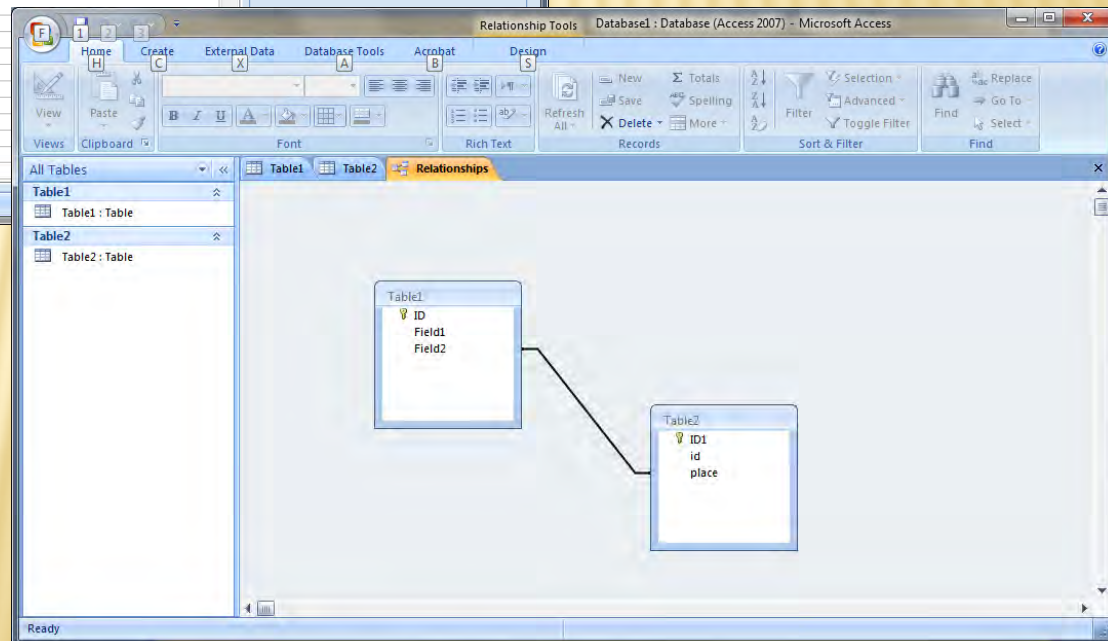 Relationship Tools Database1 : Database (Access 2007) - Microsoft Access
F 1 2 3
Home Create External Data Database Tools Acrobat Design
H C X A B S
View Paste B I U A Refresh All New Save Delete Σ Totals Spelling More Filter Selection Advanced Toggle Filter Find Replace Go To Select
Views Clipboard Font Rich Text Records Sort & Filter Find
All Tables Table1 Table2 Relationships
Table1
Table1 : Table
Table2
Table2 : Table
Table1
ID
Field1
Field2
Table2
ID1
id
place
Ready